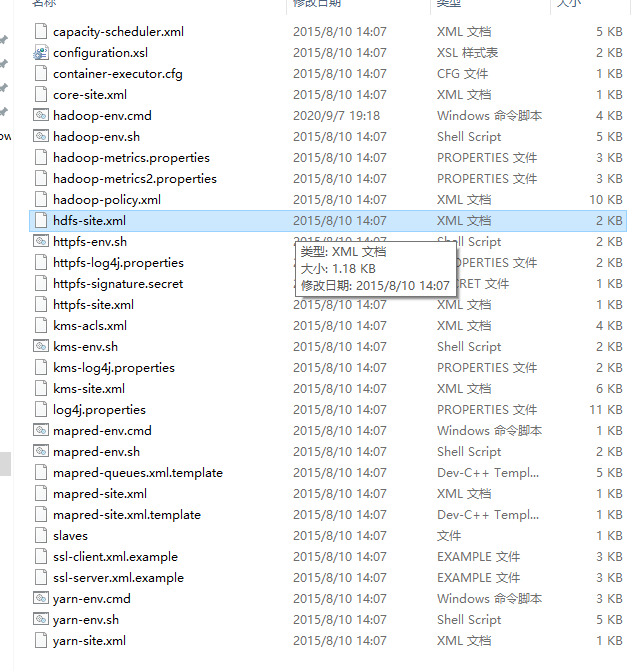 名称 修改日期 类型 大小
capacity-scheduler.xml 2015/8/10 14:07 XML 文档 5 KB
configuration.xsl 2015/8/10 14:07 XSL 样式表 2 KB
container-executor.cfg 2015/8/10 14:07 CFG 文件 1 KB
core-site.xml 2015/8/10 14:07 XML 文档 1 KB
hadoop-env.cmd 2020/9/7 19:18 Windows 命令脚本 4 KB
hadoop-env.sh 2015/8/10 14:07 Shell Script 5 KB
hadoop-metrics.properties 2015/8/10 14:07 PROPERTIES 文件 3 KB
hadoop-metrics2.properties 2015/8/10 14:07 PROPERTIES 文件 3 KB
hadoop-policy.xml 2015/8/10 14:07 XML 文档 10 KB
hdfs-site.xml 2015/8/10 14:07 XML 文档 2 KB
httpfs-env.sh 2015/8/10 14:07 Shell Script 2 KB
类型: XML 文档
大小: 1.18 KB
修改日期: 2015/8/10 14:07
httpfs-log4j.properties 文件 2 KB
httpfs-signature.secret 文件 1 KB
httpfs-site.xml 2015/8/10 14:07 XML 文档 1 KB
kms-acls.xml 2015/8/10 14:07 XML 文档 4 KB
kms-env.sh 2015/8/10 14:07 Shell Script 2 KB
kms-log4j.properties 2015/8/10 14:07 PROPERTIES 文件 2 KB
kms-site.xml 2015/8/10 14:07 XML 文档 6 KB
log4j.properties 2015/8/10 14:07 PROPERTIES 文件 11 KB
mapred-env.cmd 2015/8/10 14:07 Windows 命令脚本 1 KB
mapred-env.sh 2015/8/10 14:07 Shell Script 2 KB
mapred-queues.xml.template 2015/8/10 14:07 Dev-C++ Templ... 5 KB
mapred-site.xml 2015/8/10 14:07 XML 文档 1 KB
mapred-site.xml.template 2015/8/10 14:07 Dev-C++ Templ... 1 KB
slaves 2015/8/10 14:07 文件 1 KB
ssl-client.xml.example 2015/8/10 14:07 EXAMPLE 文件 3 KB
ssl-server.xml.example 2015/8/10 14:07 EXAMPLE 文件 3 KB
yarn-env.cmd 2015/8/10 14:07 Windows 命令脚本 3 KB
yarn-env.sh 2015/8/10 14:07 Shell Script 5 KB
yarn-site.xml 2015/8/10 14:07 XML 文档 1 KB